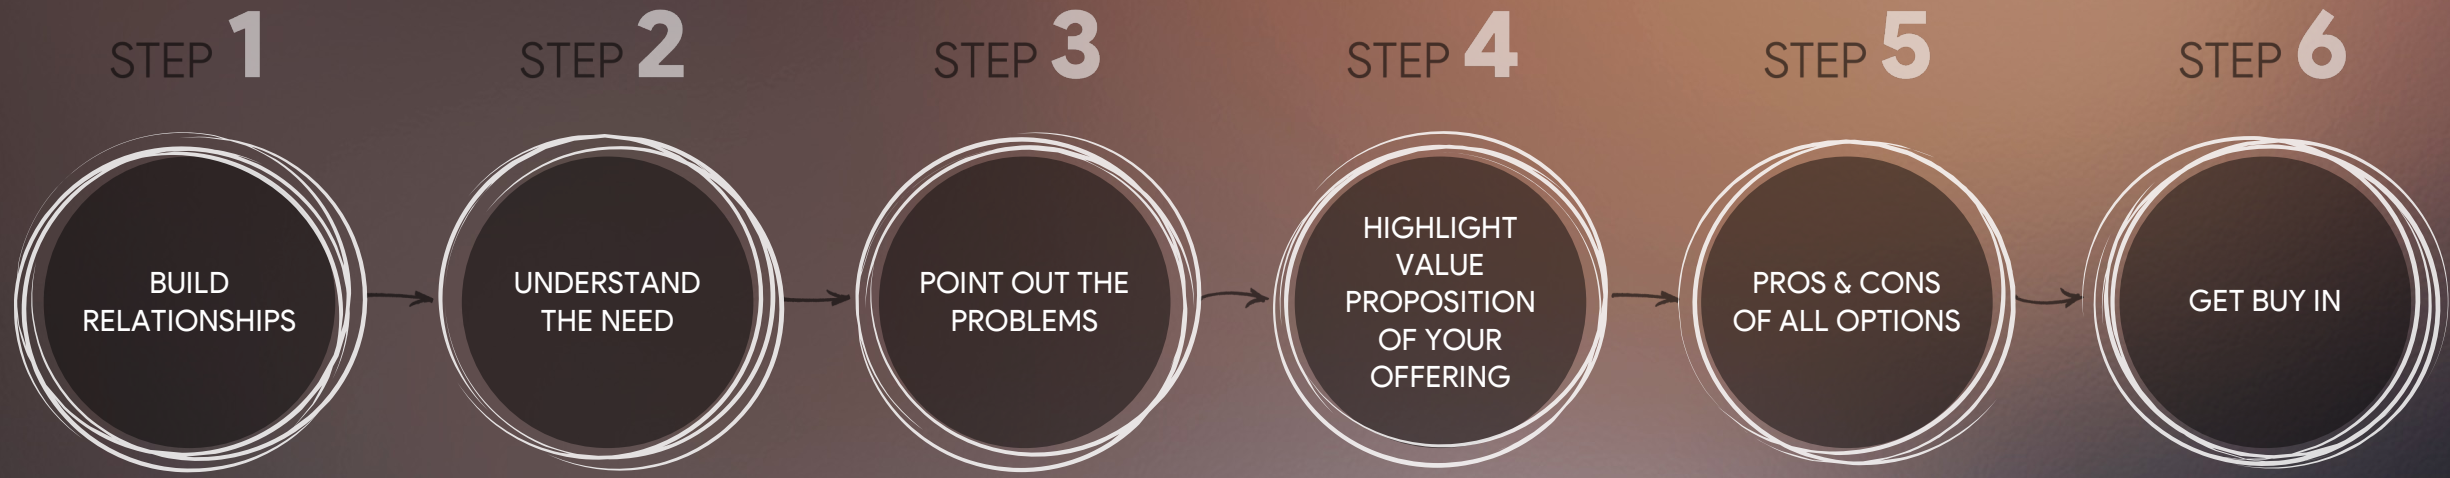 STEP 1
STEP 2
STEP 3
STEP 4
STEP 5
STEP 6
BUILD
RELATIONSHIPS
UNDERSTAND
THE NEED
POINT OUT THE
PROBLEMS
HIGHLIGHT
VALUE
PROPOSITION
OF YOUR
OFFERING
PROS & CONS
OF ALL OPTIONS
GET BUY IN